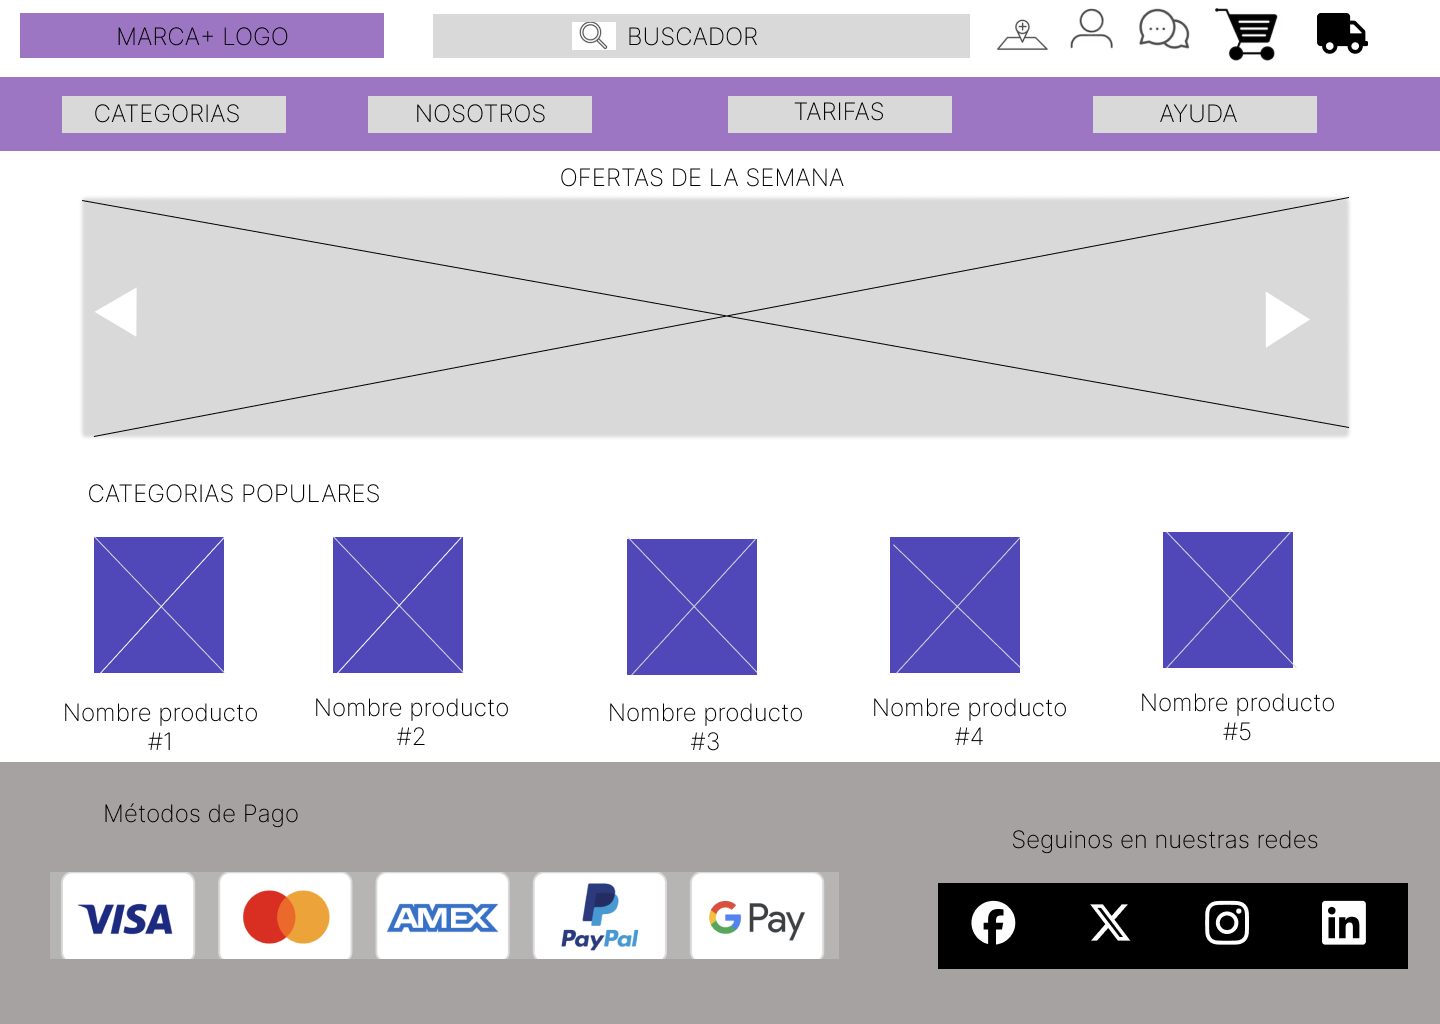 MARCA+ LOGO
BUSCADOR
CATEGORIAS
NOSOTROS
TARIFAS
AYUDA
OFERTAS DE LA SEMANA
CATEGORIAS POPULARES
Nombre producto
#1
Nombre producto
#2
Nombre producto
#3
Nombre producto
#4
Nombre producto
#5
Métodos de Pago
Seguinos en nuestras redes
VISA
AMEX
PayPal
G Pay
in